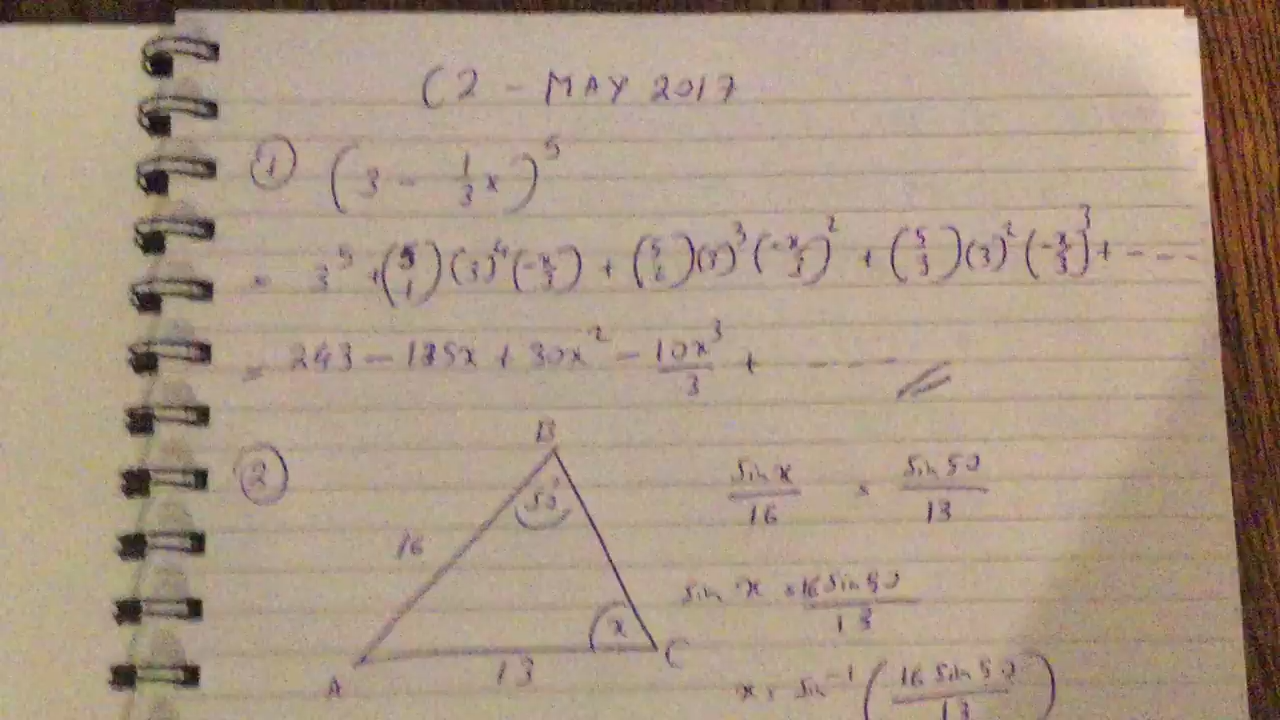 C2 - MAY 2017
① (3 - 1/3 x)^5
= 3^5 + (5 1)(3)^4(-x/3) + (5 2)(3)^3(-x/3)^2 + (5 3)(3)^2(-x/3)^3 + ----
= 243 - 135x + 30x^2 - 10x^3/3 + ----
②
B
50°
16
x
A
13
C
sin x/16 = sin 50/13
sin x = 16 sin 50/13
x = sin^-1 (16 sin 50/13)